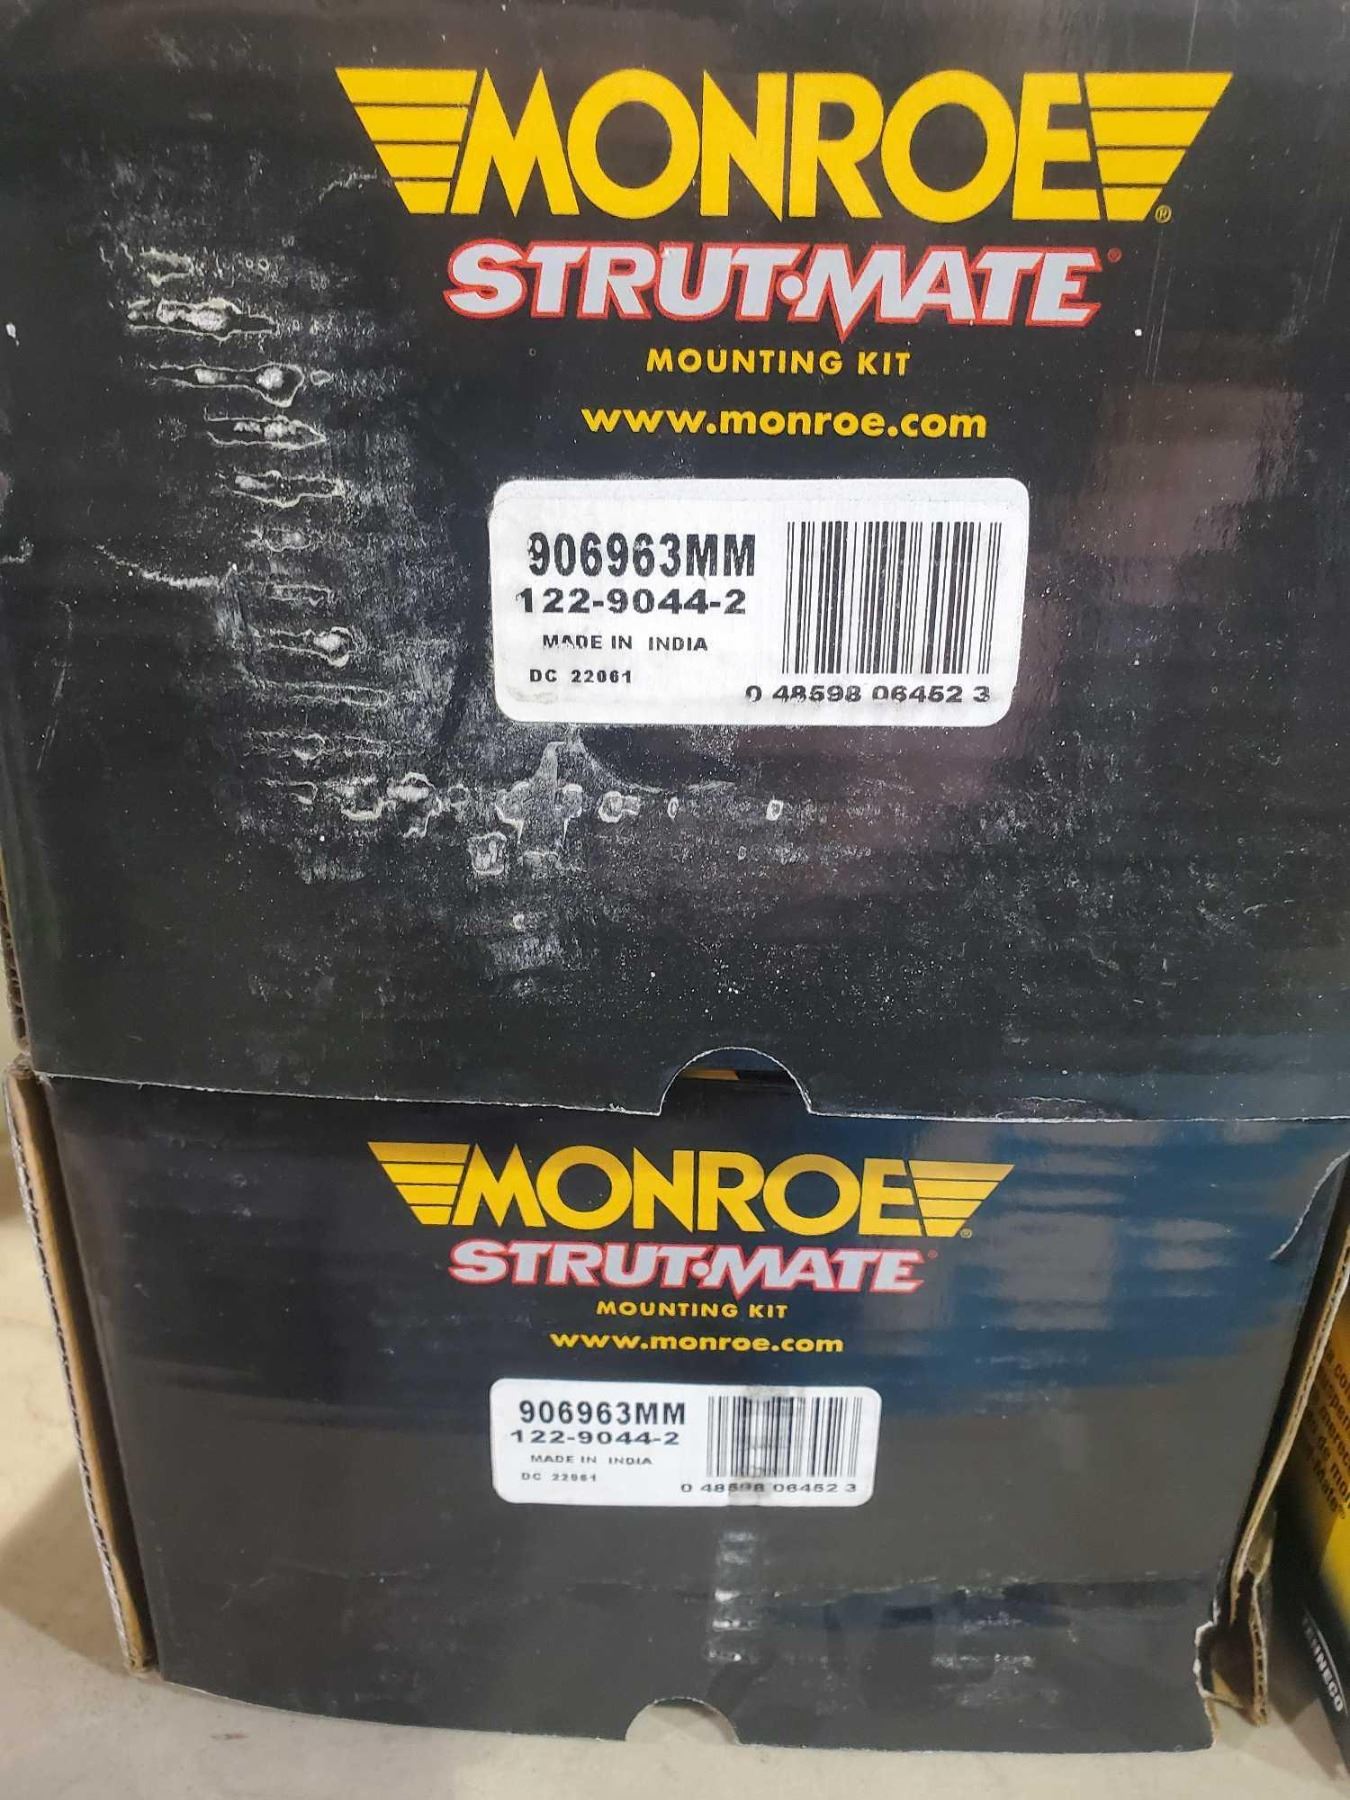 MONROE®
STRUT·MATE®
MOUNTING KIT
www.monroe.com
906963MM
122-9044-2
MADE IN INDIA
DC 22061
0 48598 06452 3
MONROE®
STRUT·MATE®
MOUNTING KIT
www.monroe.com
906963MM
122-9044-2
MADE IN INDIA
DC 22061
0 48598 06452 3
TENNECO